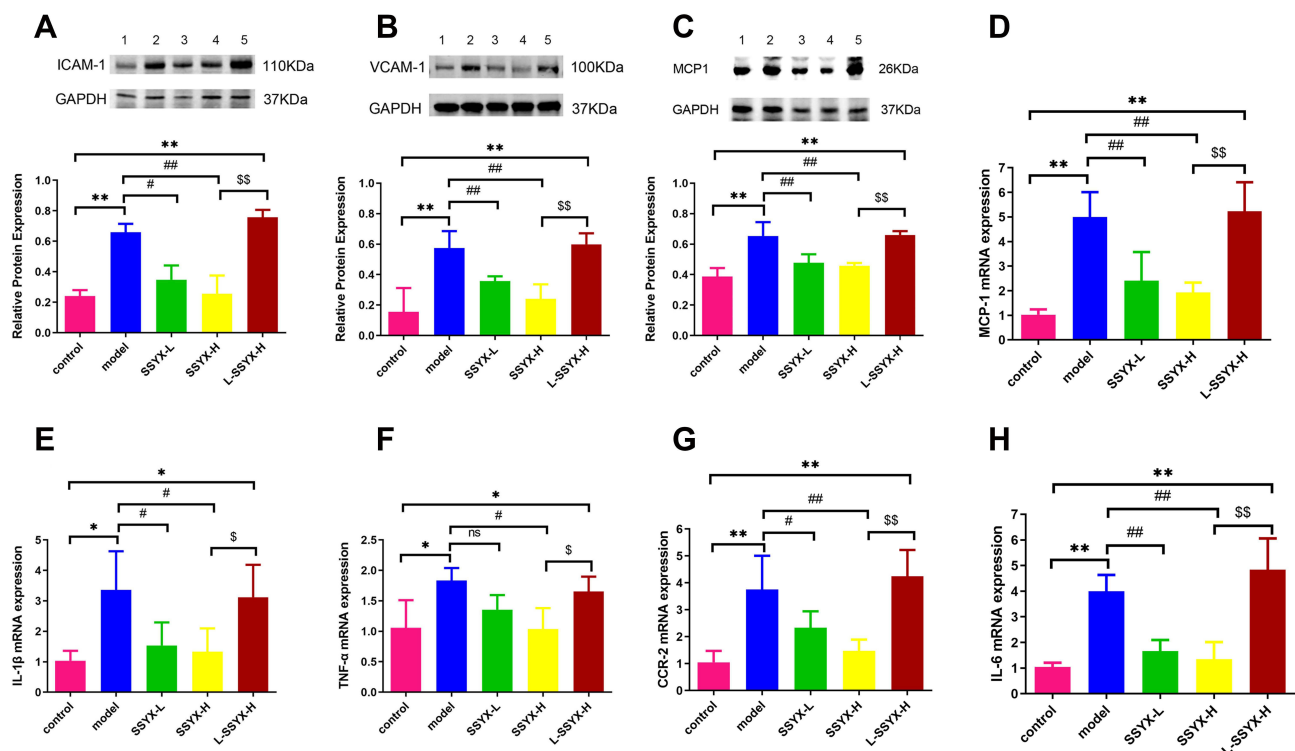 A
1 2 3 4 5
ICAM-1 110KDa
GAPDH 37KDa
**
##
#
**
$$
Relative Protein Expression
1.0
0.8
0.6
0.4
0.2
0.0
control model SSYX-L SSYX-H L-SSYX-H
B
1 2 3 4 5
VCAM-1 100KDa
GAPDH 37KDa
**
##
##
**
$$
Relative Protein Expression
1.0
0.8
0.6
0.4
0.2
0.0
control model SSYX-L SSYX-H L-SSYX-H
C
1 2 3 4 5
MCP1 26KDa
GAPDH 37KDa
**
##
##
**
$$
Relative Protein Expression
1.0
0.8
0.6
0.4
0.2
0.0
control model SSYX-L SSYX-H L-SSYX-H
D
**
##
##
**
$$
MCP-1 mRNA expression
7
6
5
4
3
2
1
0
control model SSYX-L SSYX-H L-SSYX-H
E
*
#
#
*
$
IL-1β mRNA expression
5
4
3
2
1
0
control model SSYX-L SSYX-H L-SSYX-H
F
*
#
ns
*
$
TNF-α mRNA expression
2.5
2.0
1.5
1.0
0.5
0.0
control model SSYX-L SSYX-H L-SSYX-H
G
**
##
#
**
$$
CCR-2 mRNA expression
6
5
4
3
2
1
0
control model SSYX-L SSYX-H L-SSYX-H
H
**
##
##
**
$$
IL-6 mRNA expression
7
6
5
4
3
2
1
0
control model SSYX-L SSYX-H L-SSYX-H